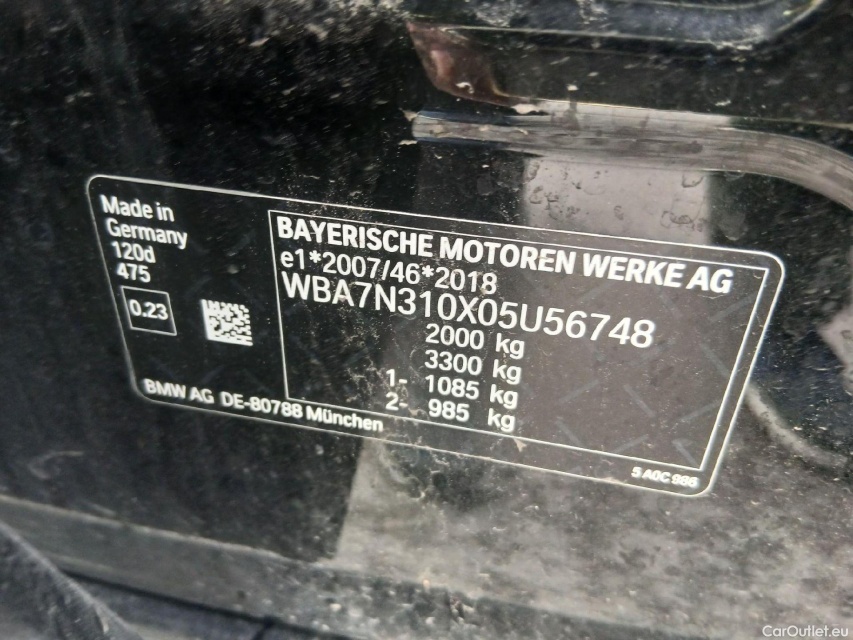 Made in
Germany
120d
475
0.23
BMW AG DE-80788 München
BAYERISCHE MOTOREN WERKE AG
e1*2007/46*2018
WBA7N310X05U56748
2000 kg
3300 kg
1- 1085 kg
2- 985 kg
5 A0C 986
CarOutlet.eu